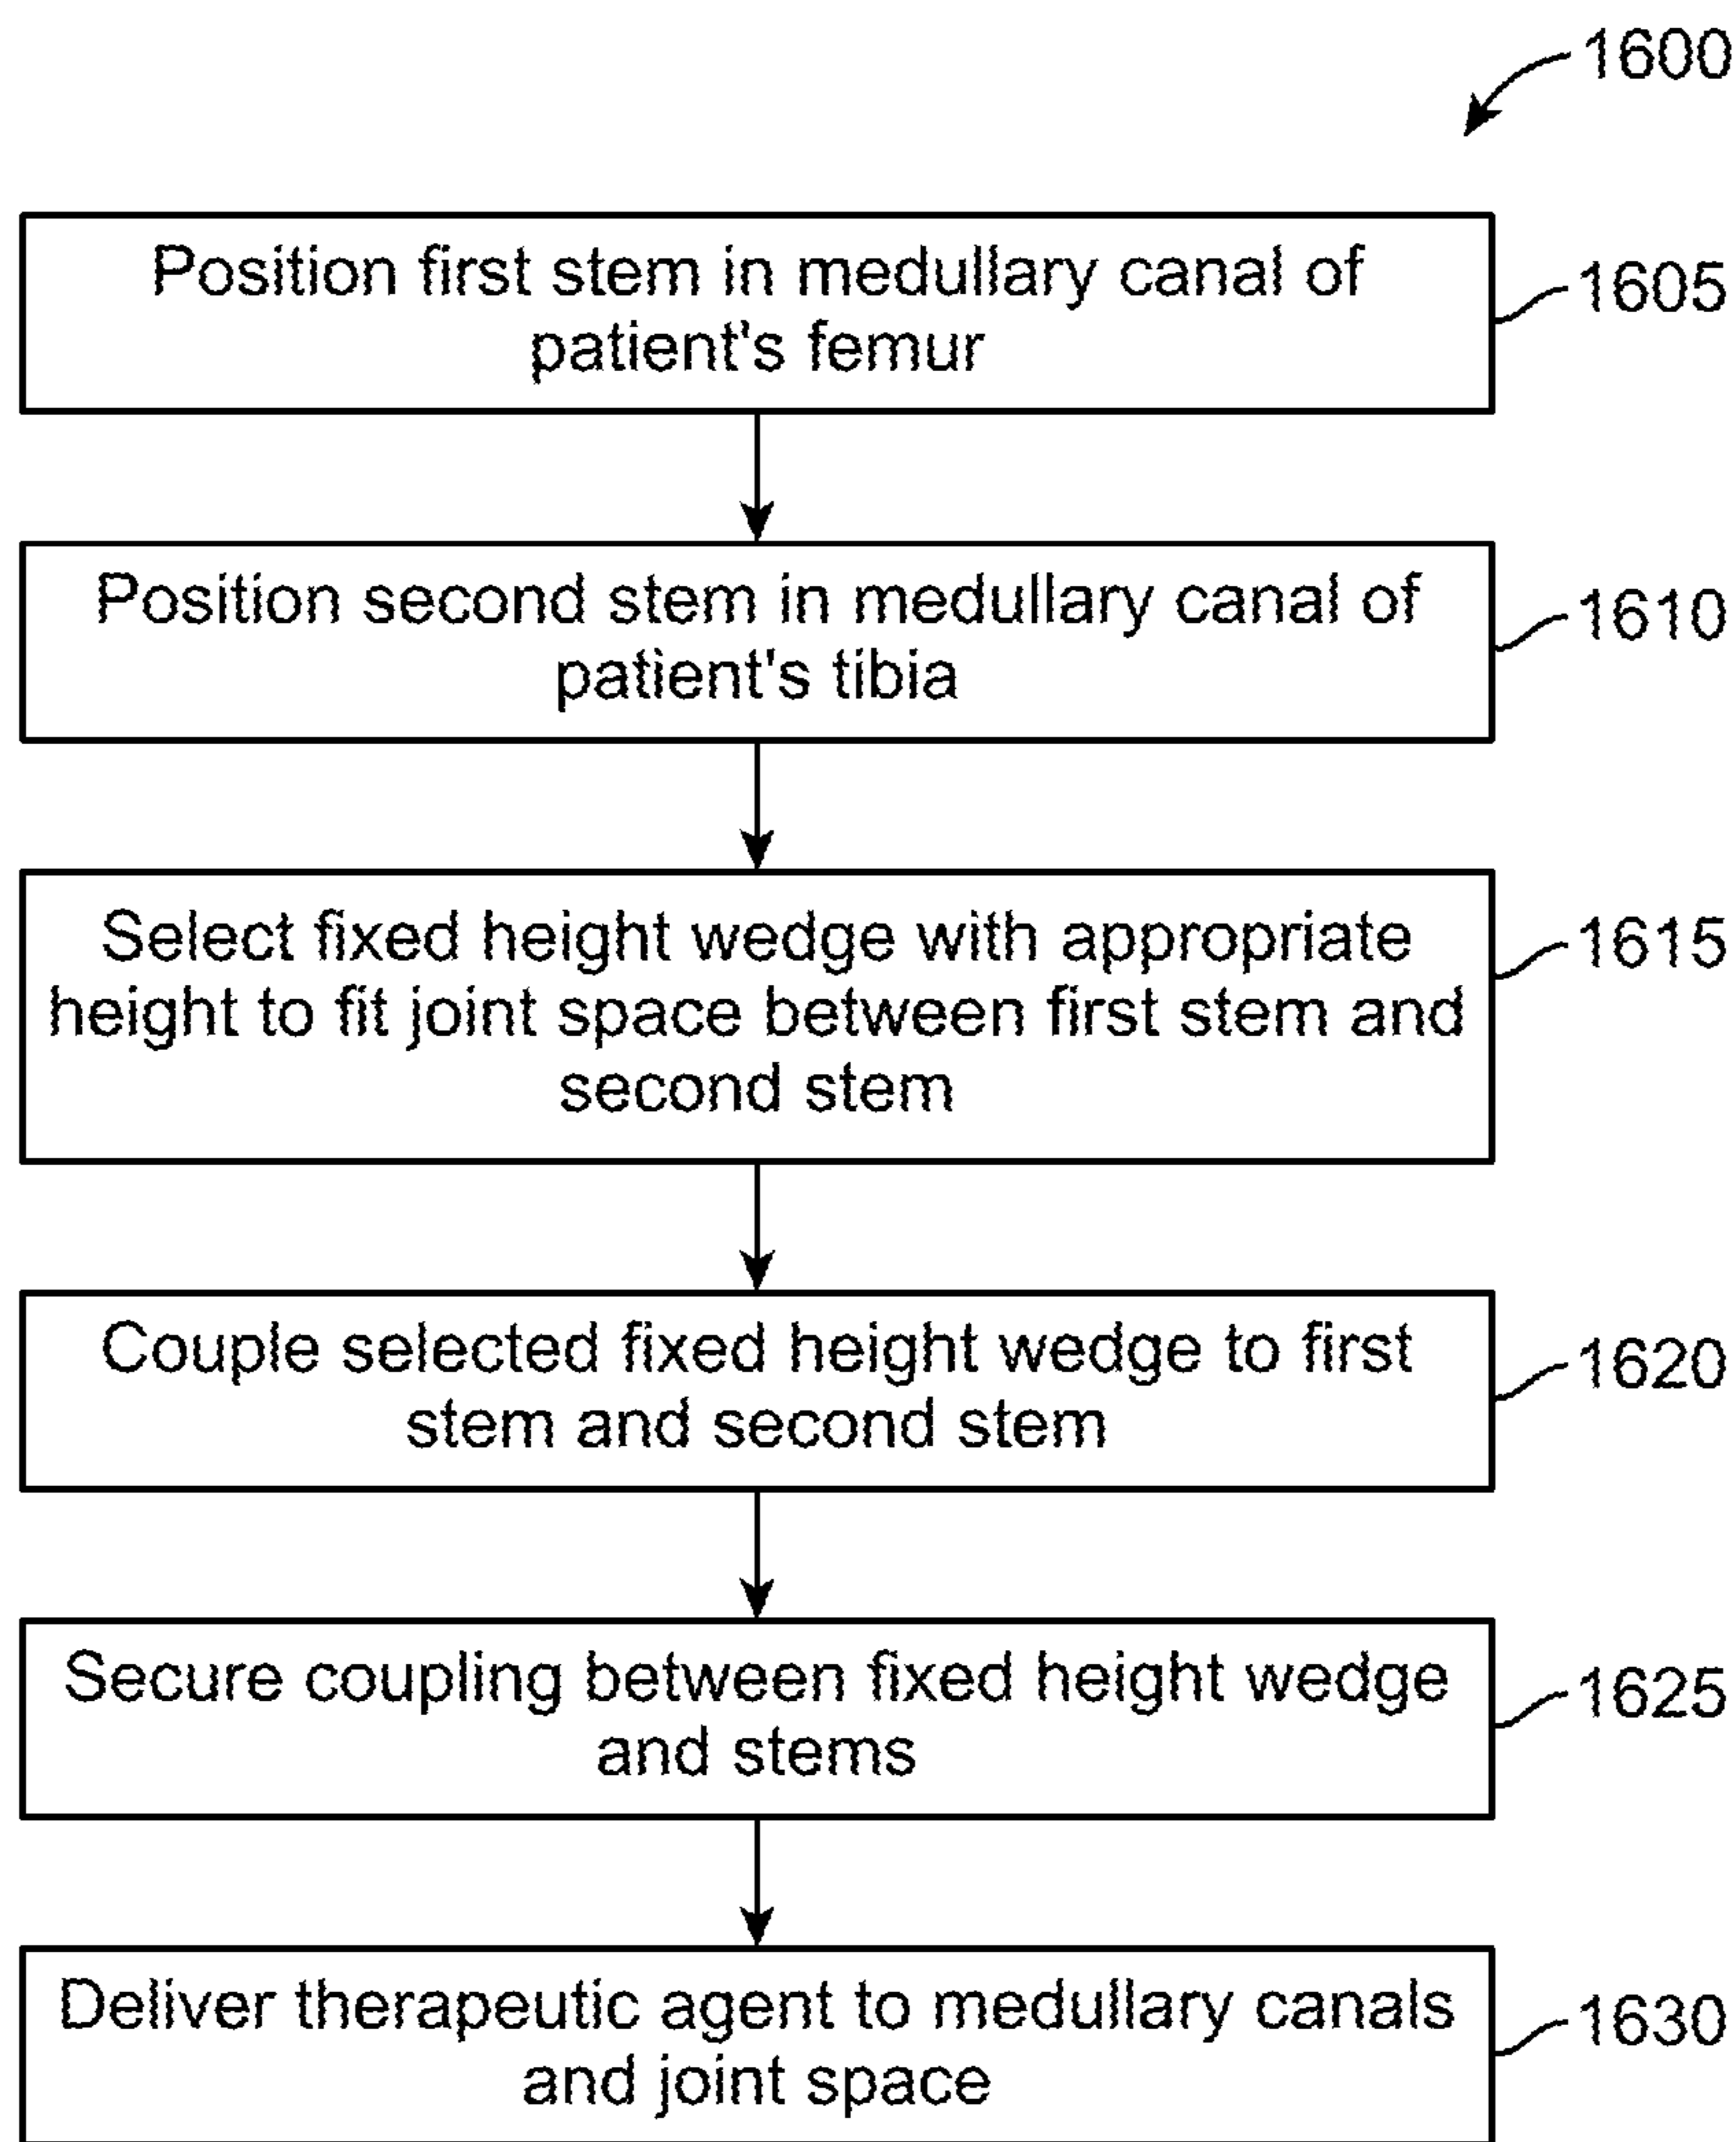 1600
Position first stem in medullary canal of
patient's femur
1605
Position second stem in medullary canal of
patient's tibia
1610
Select fixed height wedge with appropriate
height to fit joint space between first stem and
second stem
1615
Couple selected fixed height wedge to first
stem and second stem
1620
Secure coupling between fixed height wedge
and stems
1625
Deliver therapeutic agent to medullary canals
and joint space
1630